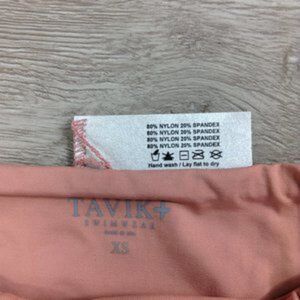 80% NYLON 20% SPANDEX
80% NYLON 20% SPANDEX
80% NYLON 20% SPANDEX
80% NYLON 20% SPANDEX
Hand wash / Lay flat to dry
TAVIK+
SWIMWEAR
XS